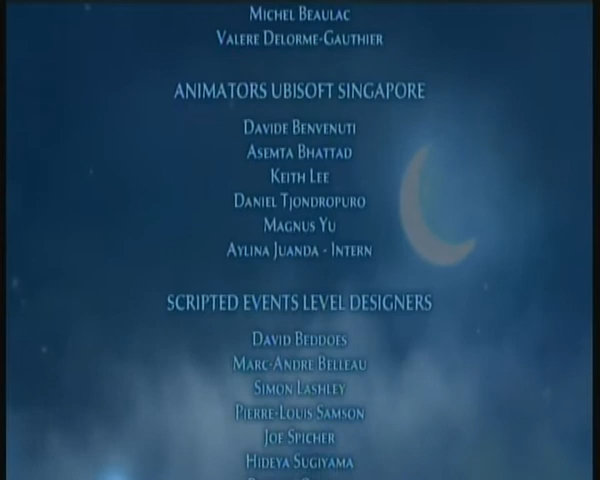 Michel Beaulac
Valere Delorme-Gauthier
ANIMATORS UBISOFT SINGAPORE
Davide Benvenuti
Asemta Bhattad
Keith Lee
Daniel Tjondropuro
Magnus Yu
Aylina Juanda - Intern
SCRIPTED EVENTS LEVEL DESIGNERS
David Beddoes
Marc-Andre Belleau
Simon Lashley
Pierre-Louis Samson
Joe Spicher
Hideya Sugiyama